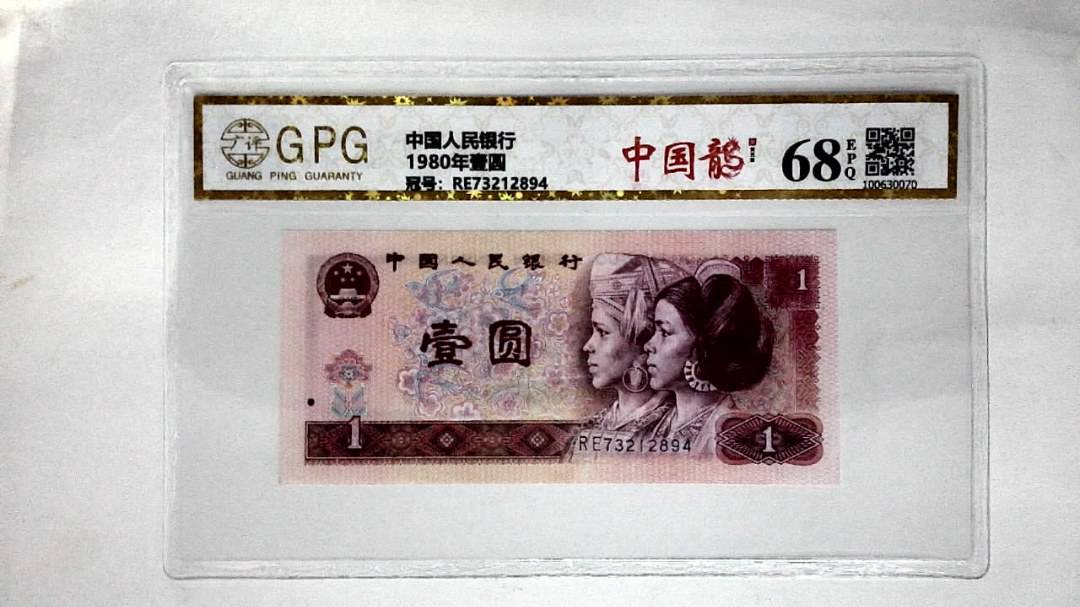 GPG
GUANG PING GUARANTY
中国人民银行
1980年壹圆
冠号: RE73212894
中国龍
68
EPQ
100630070
中国人民银行
1
壹圆
1
RE73212894
1